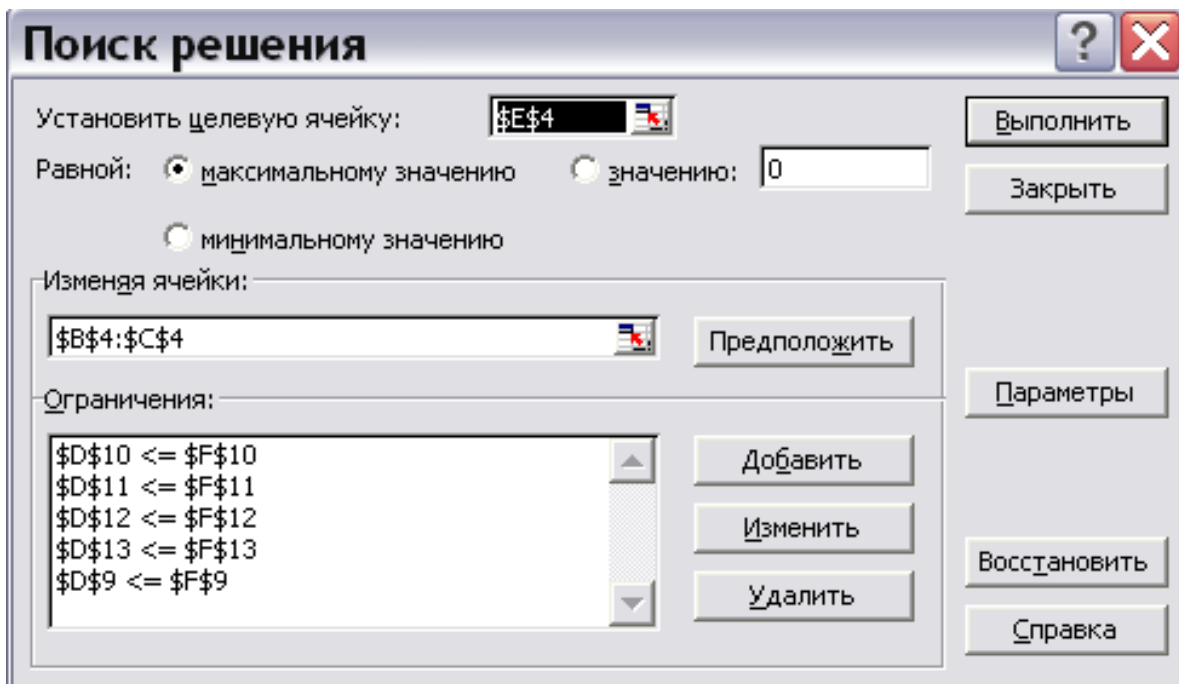 Поиск решения
Установить целевую ячейку: $E$4
Выполнить
Равной: максимальному значению значению: 0
Закрыть
минимальному значению
Изменяя ячейки:
$B$4:$C$4
Предположить
Параметры
Ограничения:
$D$10 <= $F$10
$D$11 <= $F$11
$D$12 <= $F$12
$D$13 <= $F$13
$D$9 <= $F$9
Добавить
Изменить
Удалить
Восстановить
Справка